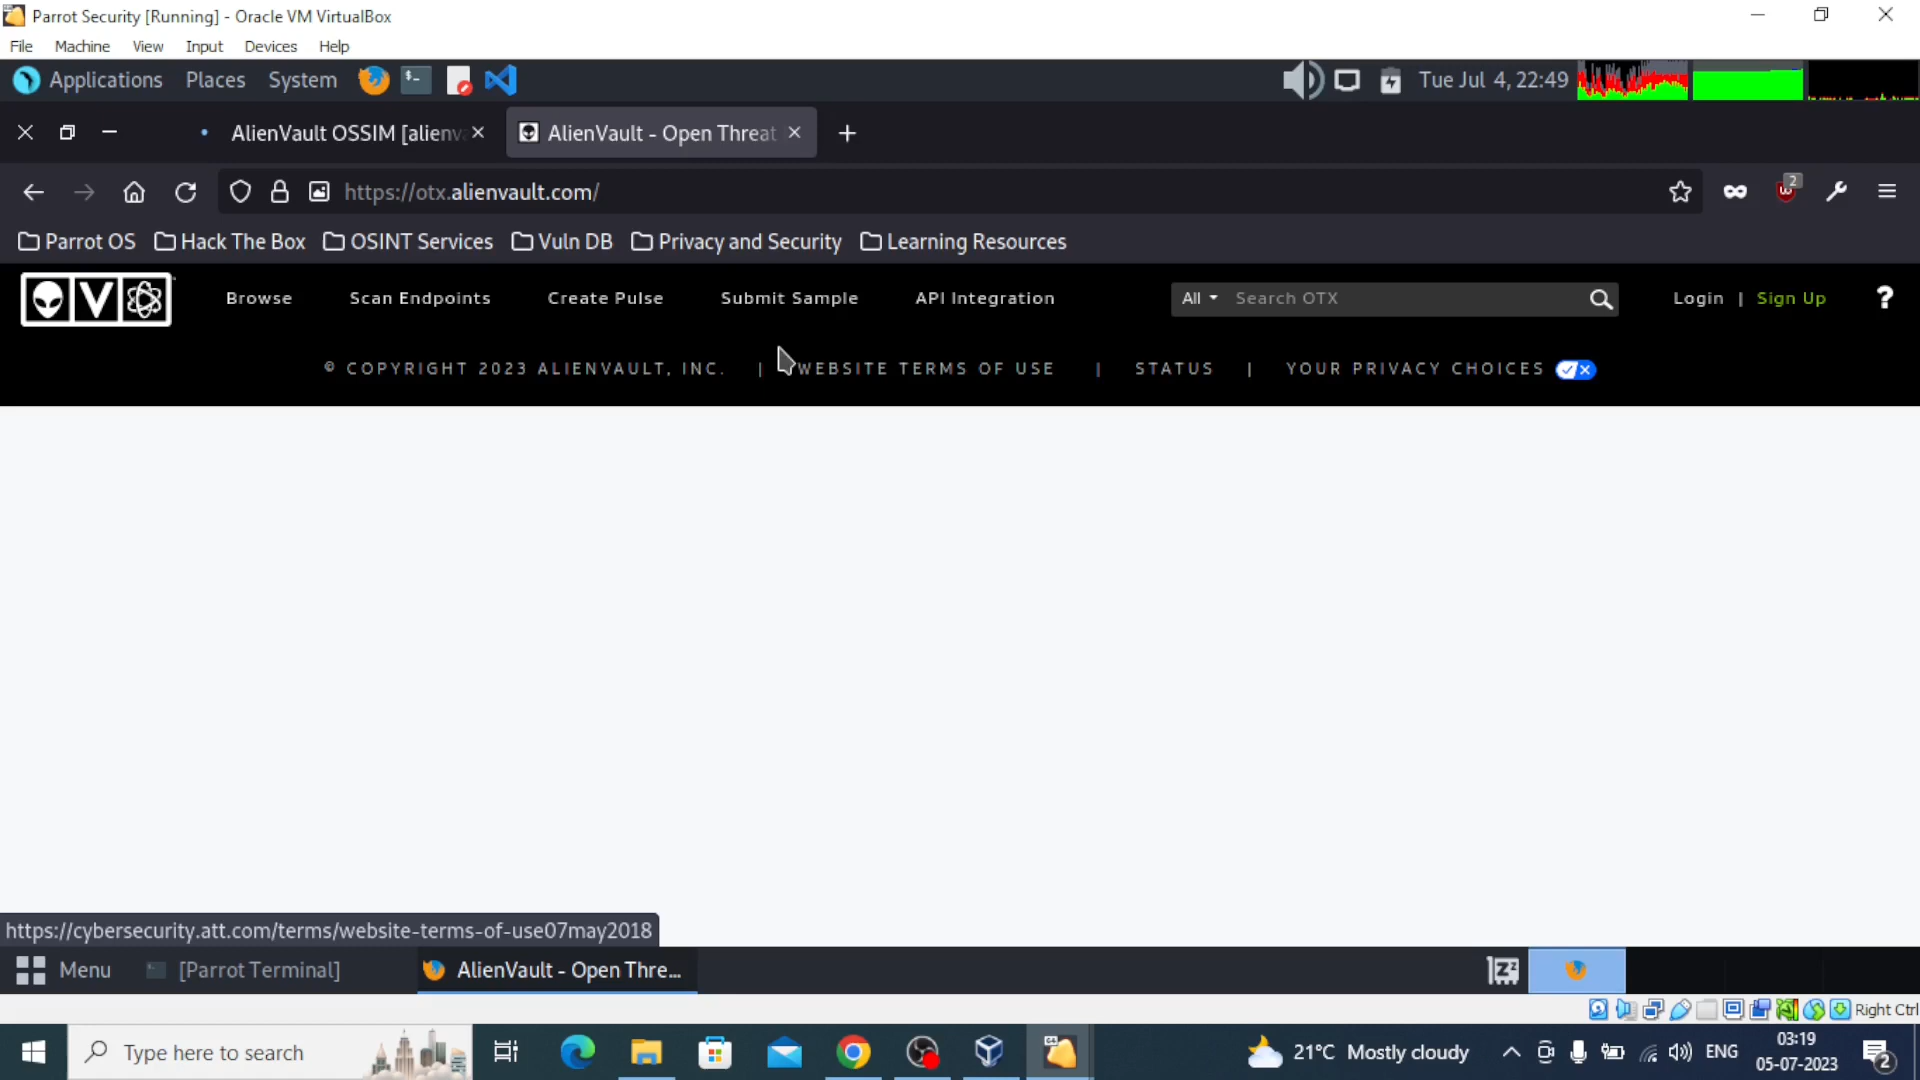 Parrot Security [Running] - Oracle VM VirtualBox
File Machine View Input Devices Help
Applications Places System Tue Jul 4, 22:49
AlienVault OSSIM [alienv AlienVault - Open Threat
https://otx.alienvault.com/ 2
Parrot OS Hack The Box OSINT Services Vuln DB Privacy and Security Learning Resources
V Browse Scan Endpoints Create Pulse Submit Sample API Integration All Search OTX Login | Sign Up ?
© COPYRIGHT 2023 ALIENVAULT, INC. | WEBSITE TERMS OF USE | STATUS | YOUR PRIVACY CHOICES
https://cybersecurity.att.com/terms/website-terms-of-use07may2018
Menu [Parrot Terminal] AlienVault - Open Thre...
Right Ctrl
Type here to search 64 21°C Mostly cloudy ENG 03:19
05-07-2023 2